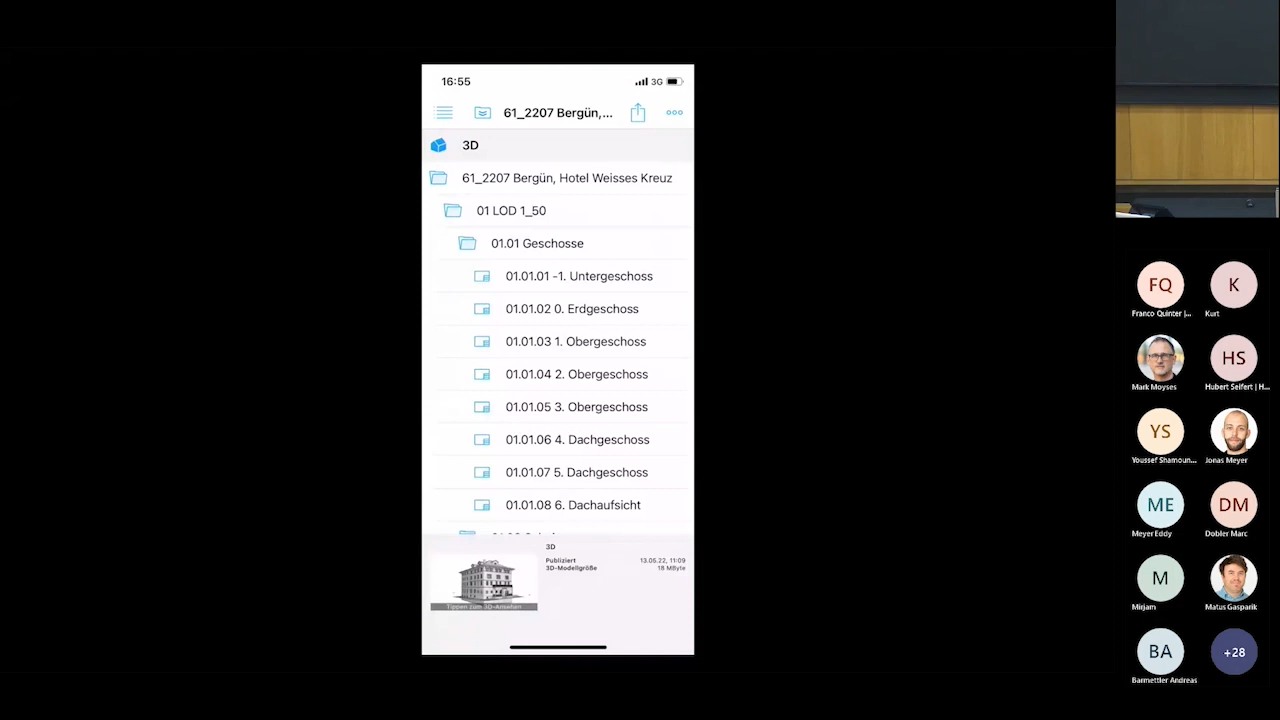 16:55
3G
61_2207 Bergün,...
3D
61_2207 Bergün, Hotel Weisses Kreuz
01 LOD 1_50
01.01 Geschosse
01.01.01 -1. Untergeschoss
01.01.02 0. Erdgeschoss
01.01.03 1. Obergeschoss
01.01.04 2. Obergeschoss
01.01.05 3. Obergeschoss
01.01.06 4. Dachgeschoss
01.01.07 5. Dachgeschoss
01.01.08 6. Dachaufsicht
3D
Publiziert 13.05.22, 11:09
3D-Modellgröße 18 MByte
Tippen zum 3D-Ansehen
FQ K
Franco Quinter |... Kurt
HS
Mark Moyses Hubert Seifert | H...
YS
Youssef Shamoun... Jonas Meyer
ME DM
Meyer Eddy Dobler Marc
M
Mirjam Matus Gasparik
BA +28
Barmettler Andreas